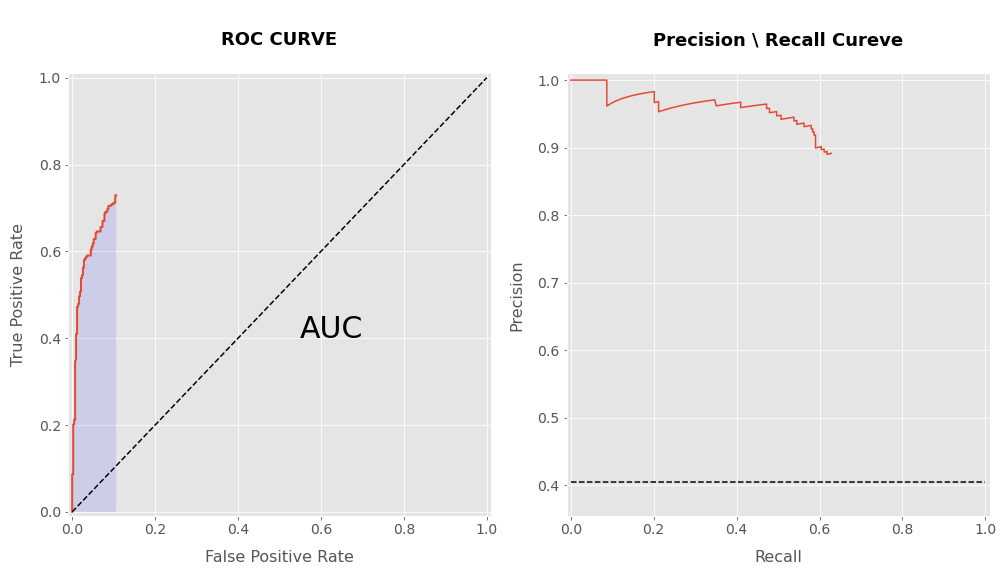 ROC CURVE
1.0
0.8
0.6
0.4
0.2
0.0
True Positive Rate
AUC
0.0 0.2 0.4 0.6 0.8 1.0
False Positive Rate
Precision \ Recall Cureve
1.0
0.9
0.8
0.7
0.6
0.5
0.4
Precision
0.0 0.2 0.4 0.6 0.8 1.0
Recall